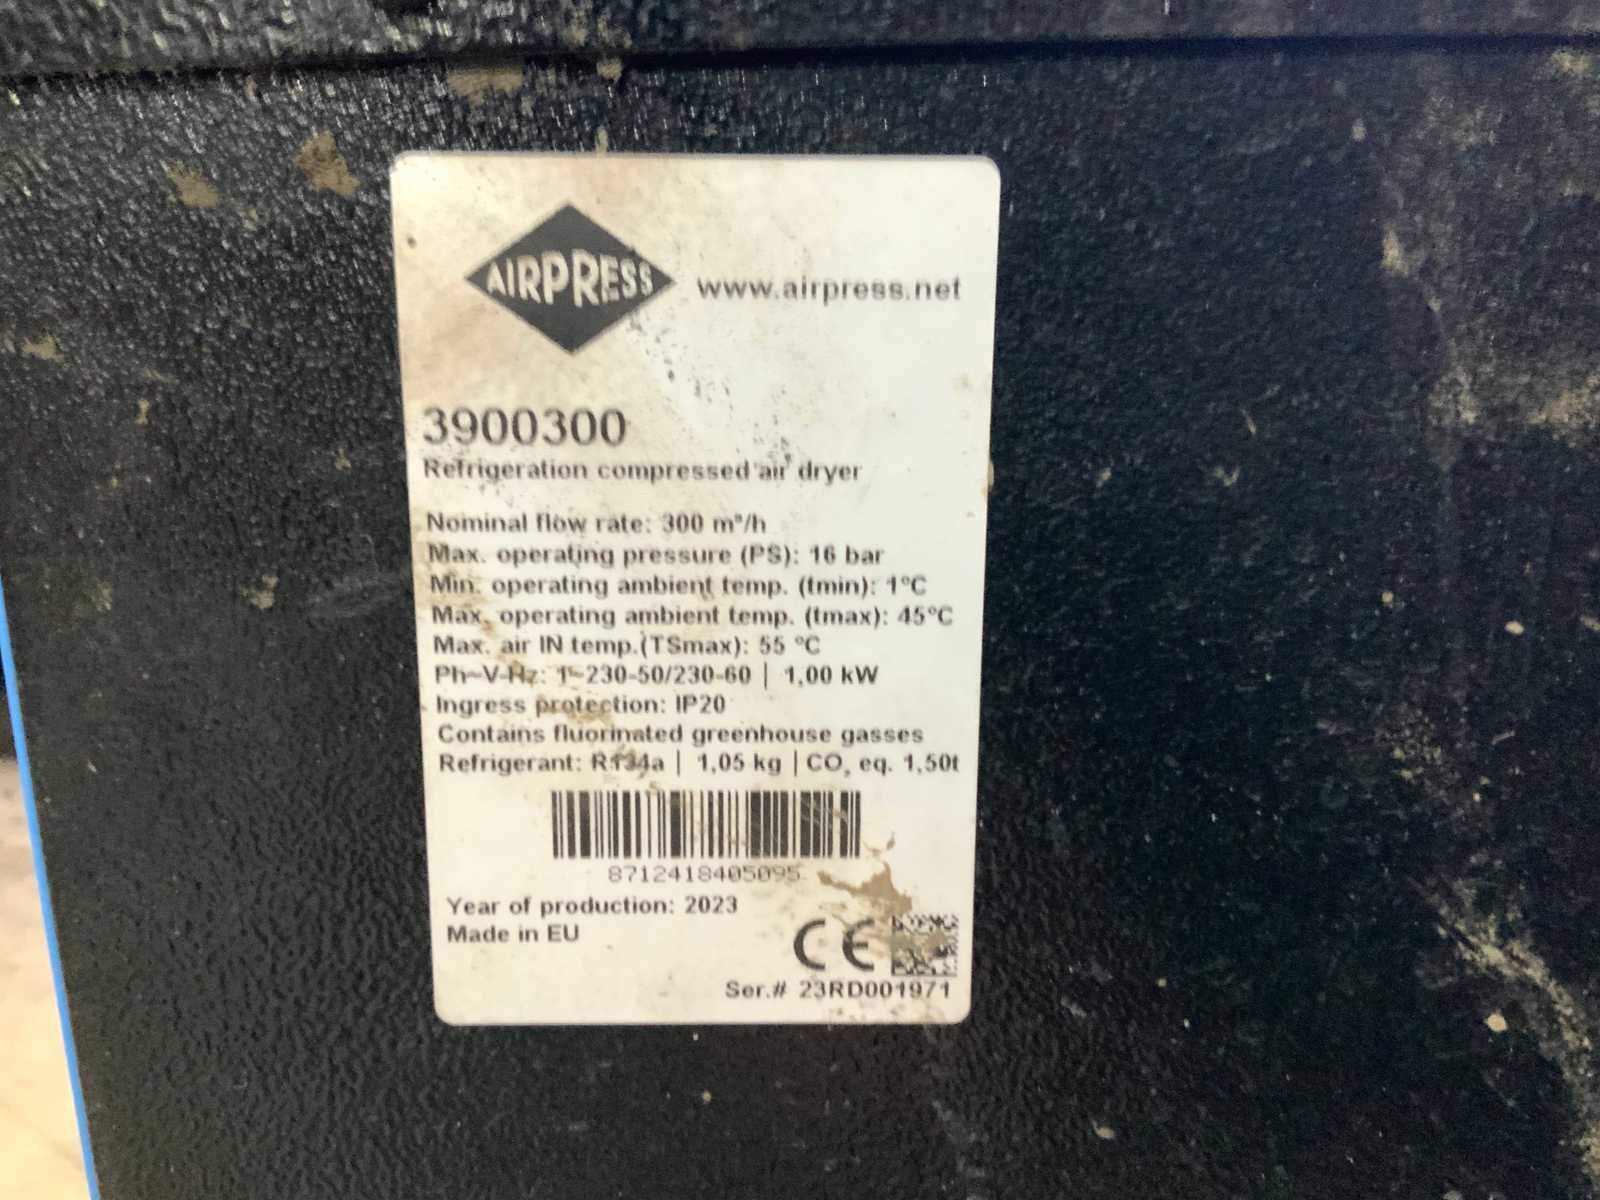 AIRPRESS
www.airpress.net
3900300
Refrigeration compressed air dryer
Nominal flow rate: 300 m³/h
Max. operating pressure (PS): 16 bar
Min. operating ambient temp. (tmin): 1°C
Max. operating ambient temp. (tmax): 45°C
Max. air IN temp.(TSmax): 55 °C
Ph~V-Hz: 1~230-50/230-60 | 1,00 kW
Ingress protection: IP20
Contains fluorinated greenhouse gasses
Refrigerant: R134a | 1,05 kg | CO₂ eq. 1,50t
8712418405095
Year of production: 2023
Made in EU
CE
Ser.# 23RD001971